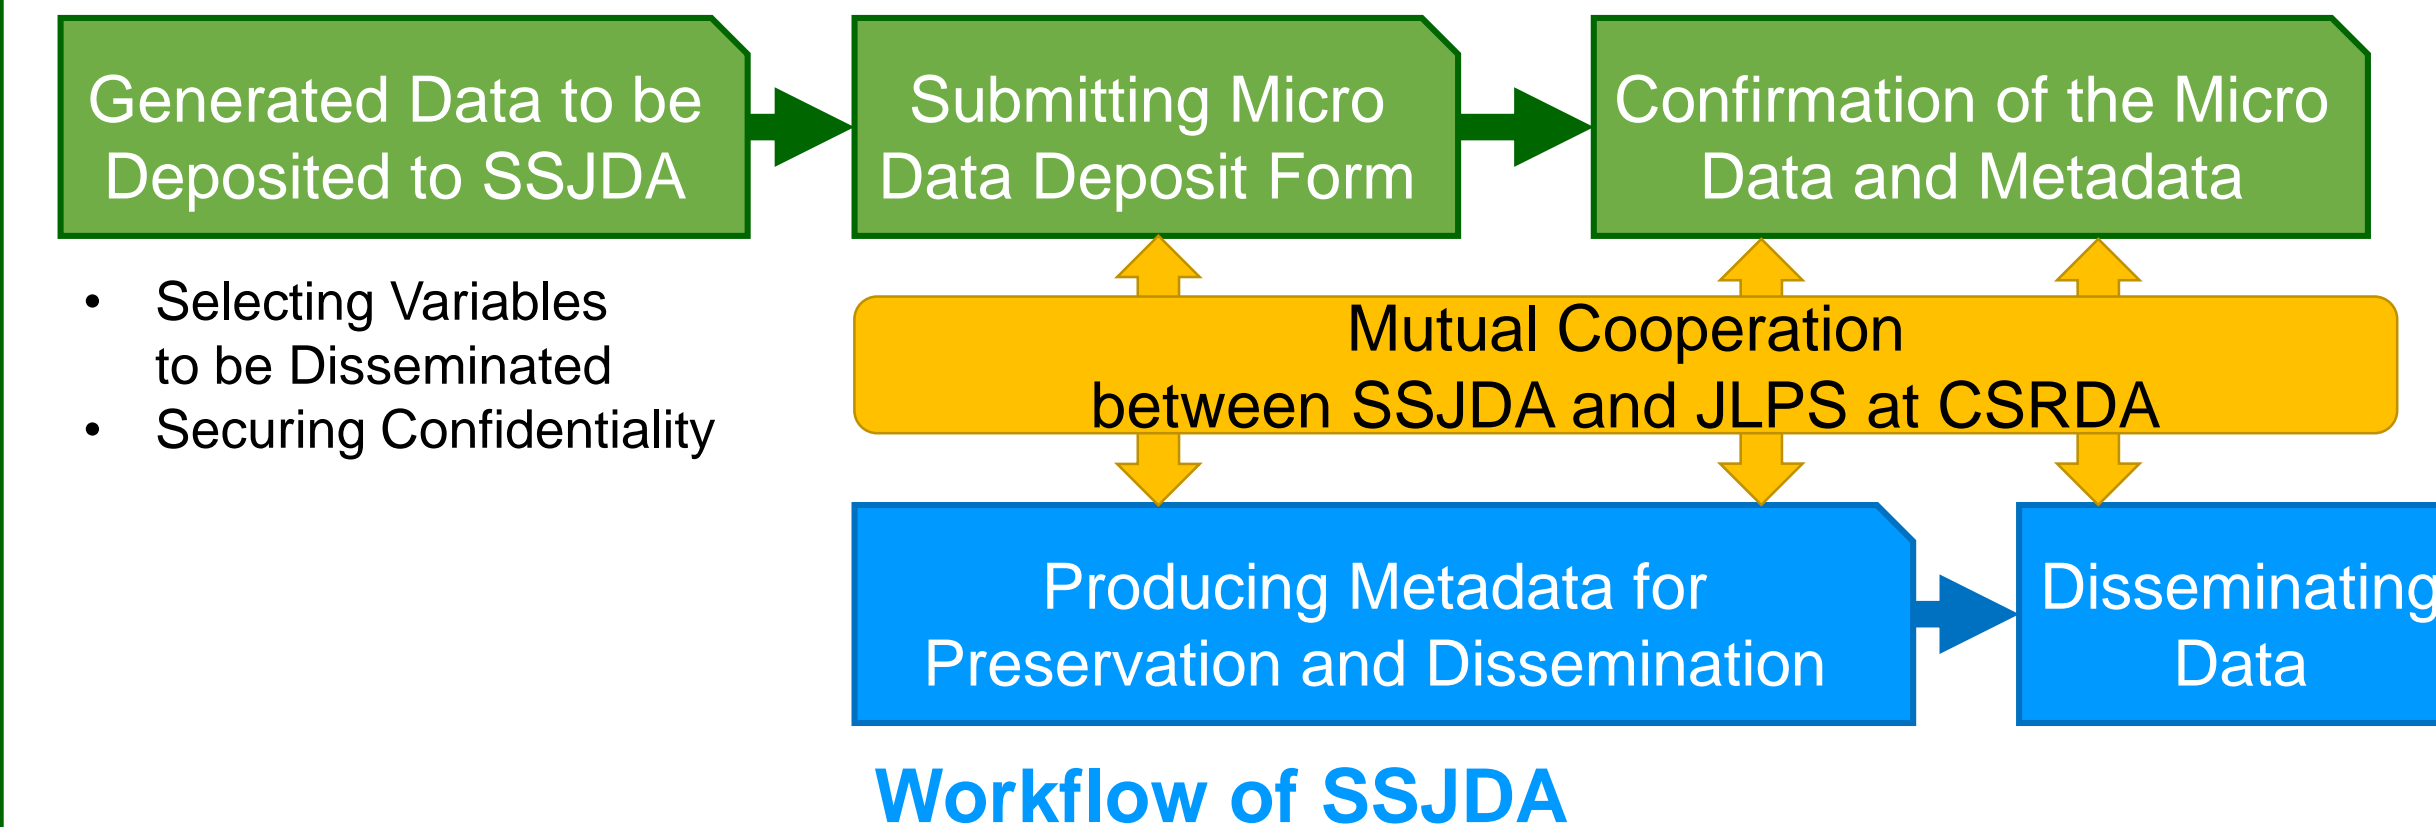 Generated Data to be
Deposited to SSJDA
Submitting Micro
Data Deposit Form
Confirmation of the Micro
Data and Metadata
• Selecting Variables
to be Disseminated
• Securing Confidentiality
Mutual Cooperation
between SSJDA and JLPS at CSRDA
Producing Metadata for
Preservation and Dissemination
Disseminating
Data
Workflow of SSJDA